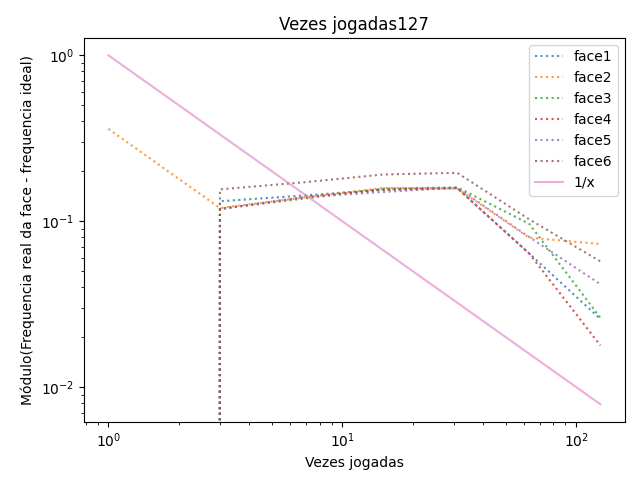 Vezes jogadas127
Módulo(Frequencia real da face - frequencia ideal)
10⁰
10⁻¹
10⁻²
face1
face2
face3
face4
face5
face6
1/x
10⁰ 10¹ 10²
Vezes jogadas